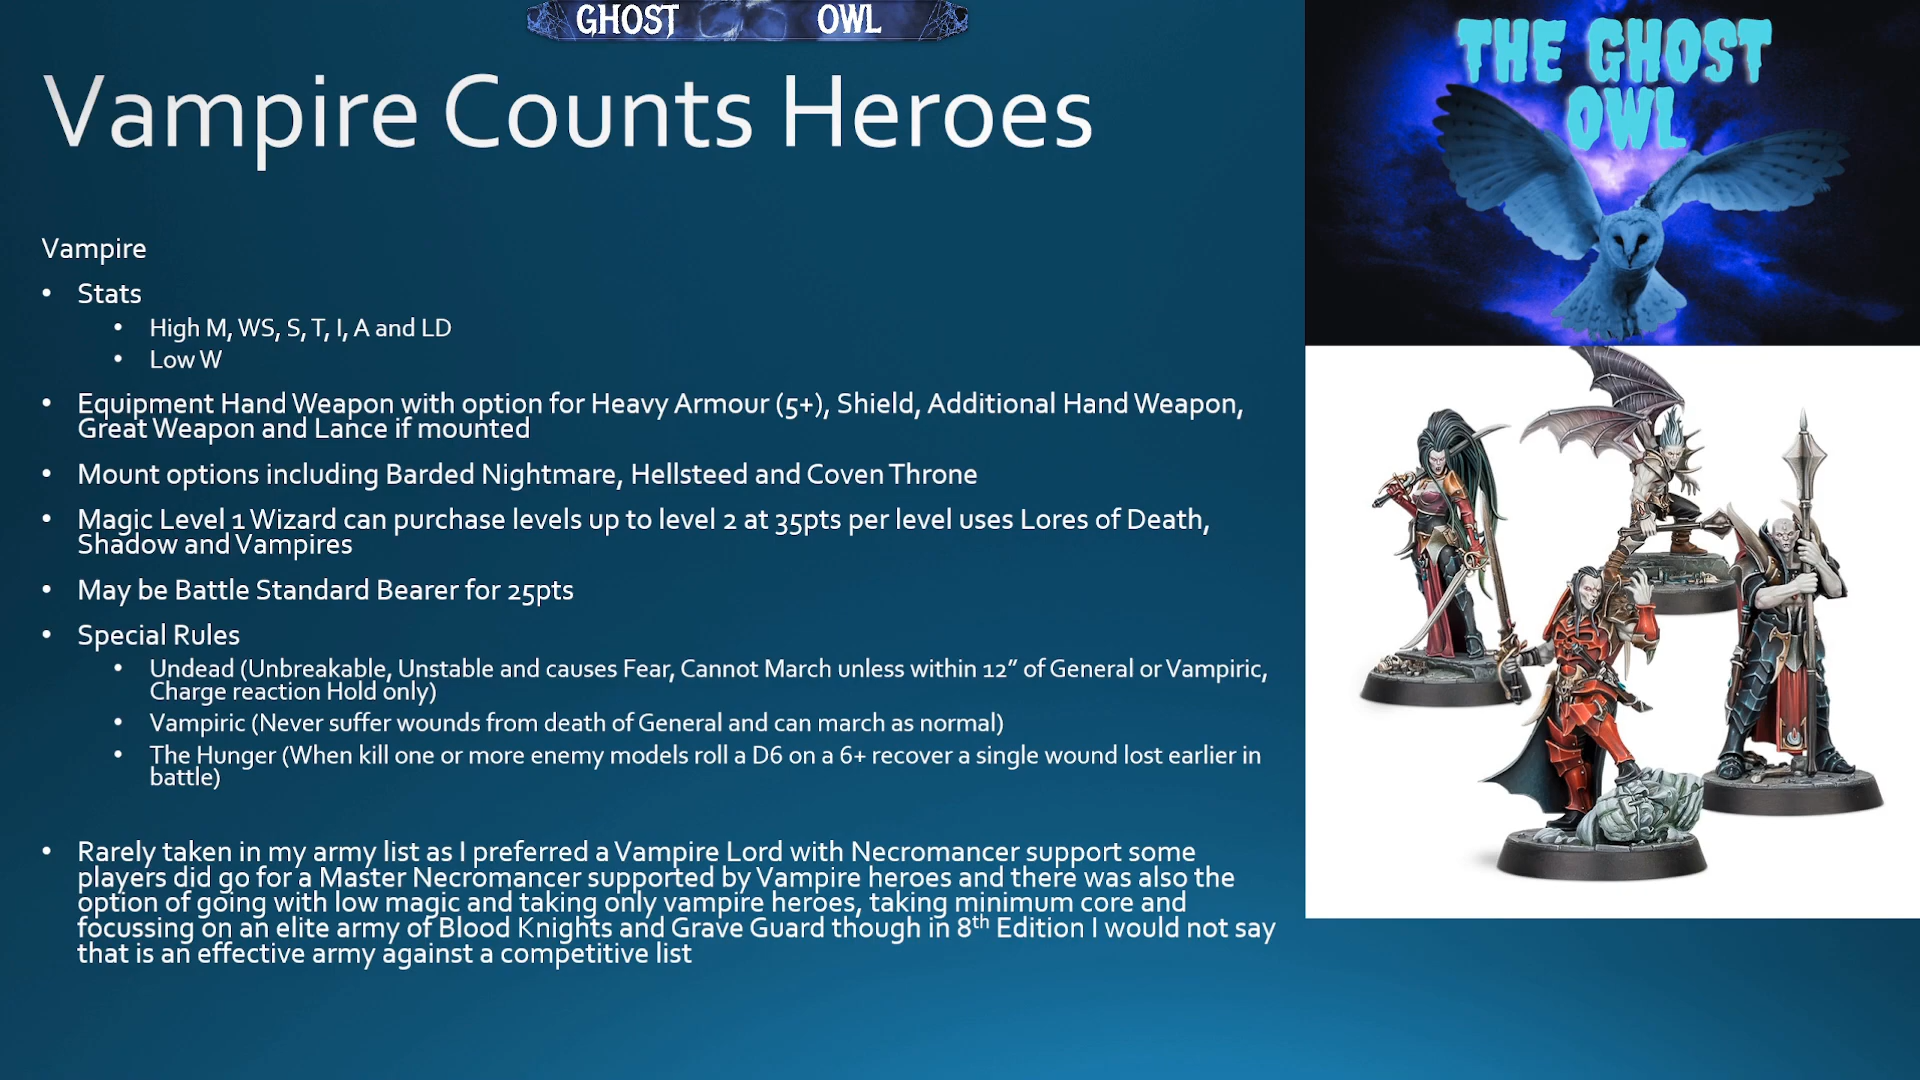 GHOST OWL
THE GHOST
OWL
Vampire Counts Heroes
Vampire
• Stats
• High M, WS, S, T, I, A and LD
• Low W
• Equipment Hand Weapon with option for Heavy Armour (5+), Shield, Additional Hand Weapon,
Great Weapon and Lance if mounted
• Mount options including Barded Nightmare, Hellsteed and Coven Throne
• Magic Level 1 Wizard can purchase levels up to level 2 at 35pts per level uses Lores of Death,
Shadow and Vampires
• May be Battle Standard Bearer for 25pts
• Special Rules
• Undead (Unbreakable, Unstable and causes Fear, Cannot March unless within 12” of General or Vampiric,
Charge reaction Hold only)
• Vampiric (Never suffer wounds from death of General and can march as normal)
• The Hunger (When kill one or more enemy models roll a D6 on a 6+ recover a single wound lost earlier in
battle)
• Rarely taken in my army list as I preferred a Vampire Lord with Necromancer support some
players did go for a Master Necromancer supported by Vampire heroes and there was also the
option of going with low magic and taking only vampire heroes, taking minimum core and
focussing on an elite army of Blood Knights and Grave Guard though in 8th Edition I would not say
that is an effective army against a competitive list